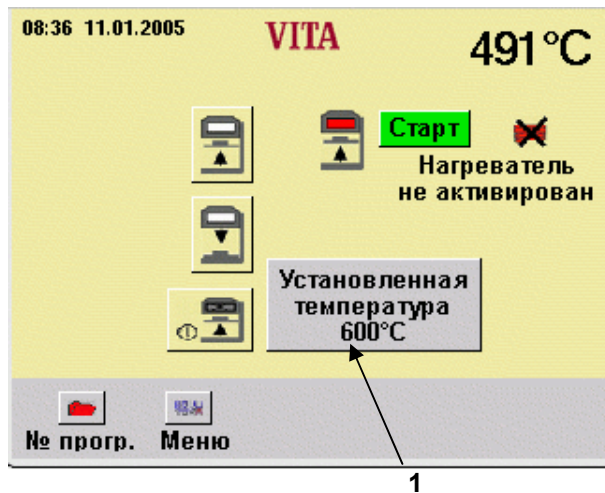 08:36 11.01.2005
VITA
491°C
Старт
Нагреватель
не активирован
Установленная
температура
600°C
№ прогр.
Меню
1